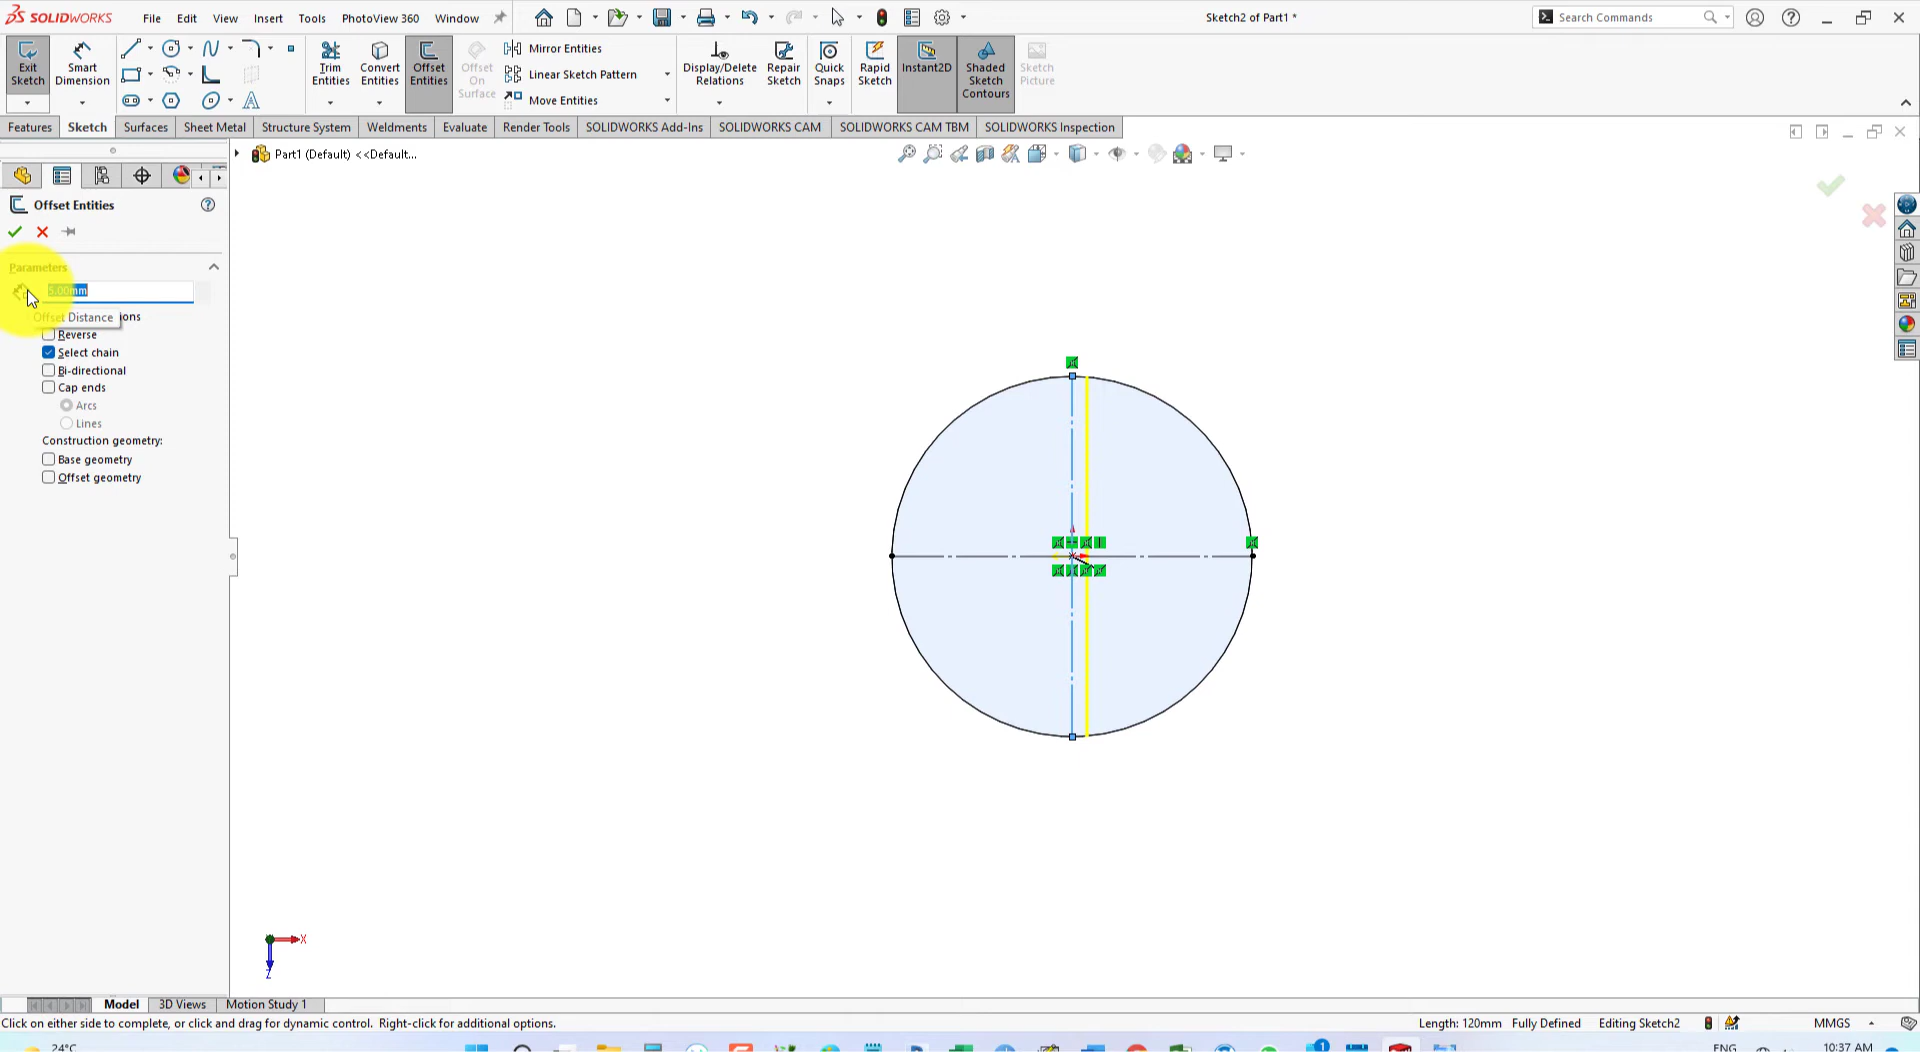 SOLIDWORKS
File Edit View Insert Tools PhotoView 360 Window
Sketch2 of Part1 *
Search Commands
Exit Sketch
Smart Dimension
Trim Entities
Convert Entities
Offset Entities
Offset On Surface
Mirror Entities
Linear Sketch Pattern
Move Entities
Display/Delete Relations
Repair Sketch
Quick Snaps
Rapid Sketch
Instant2D
Shaded Sketch Contours
Sketch Picture
Features Sketch Surfaces Sheet Metal Structure System Weldments Evaluate Render Tools SOLIDWORKS Add-Ins SOLIDWORKS CAM SOLIDWORKS CAM TBM SOLIDWORKS Inspection
Part1 (Default) <<Default...
Offset Entities
Parameters
5.00mm
Offset Distance
ions
Reverse
Select chain
Bi-directional
Cap ends
Arcs
Lines
Construction geometry:
Base geometry
Offset geometry
X
Z
Model 3D Views Motion Study 1
Click on either side to complete, or click and drag for dynamic control. Right-click for additional options.
Length: 120mm Fully Defined Editing Sketch2 MMGS
24°C
1
ENG
10:37 AM